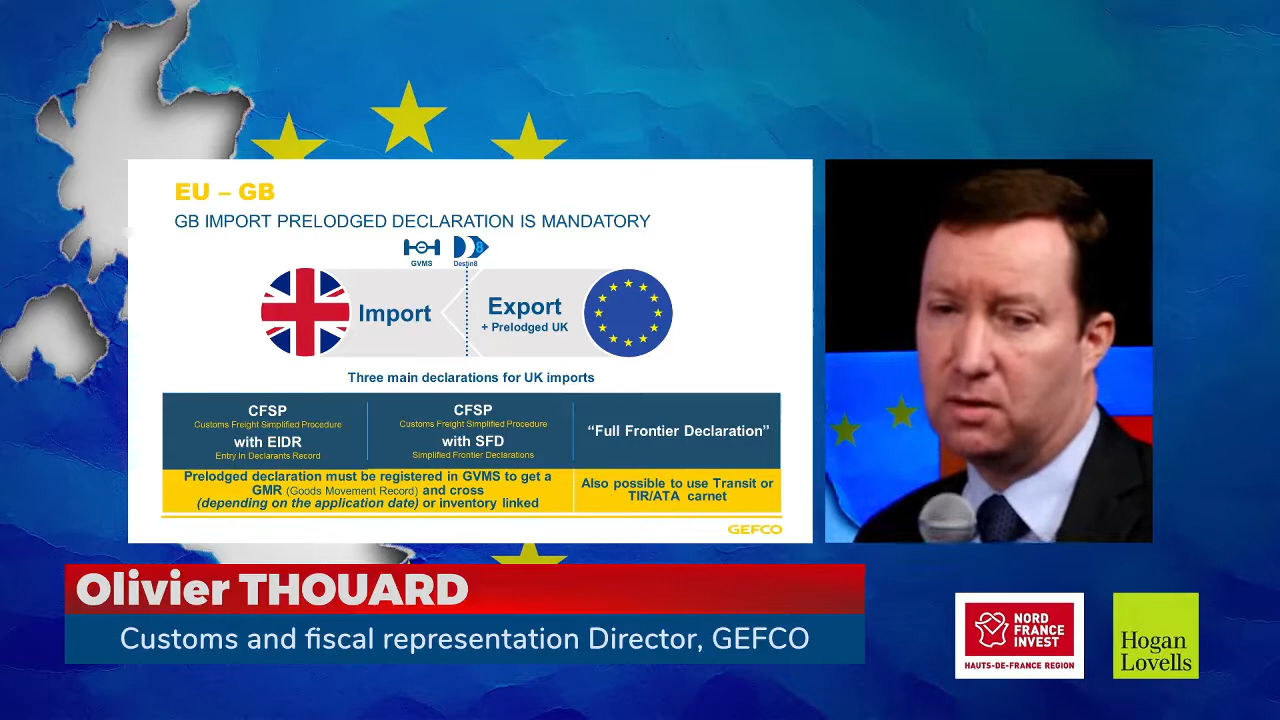 EU – GB
GB IMPORT PRELODGED DECLARATION IS MANDATORY
GVMS
8
Destin8
Import
Export
+ Prelodged UK
Three main declarations for UK imports
CFSP
Customs Freight Simplified Procedure
with EIDR
Entry In Declarants Record
CFSP
Customs Freight Simplified Procedure
with SFD
Simplified Frontier Declarations
“Full Frontier Declaration”
Prelodged declaration must be registered in GVMS to get a
GMR (Goods Movement Record) and cross
(depending on the application date) or inventory linked
Also possible to use Transit or
TIR/ATA carnet
GEFCO
Olivier THOUARD
Customs and fiscal representation Director, GEFCO
NORD
FRANCE
INVEST
HAUTS-DE-FRANCE REGION
Hogan
Lovells